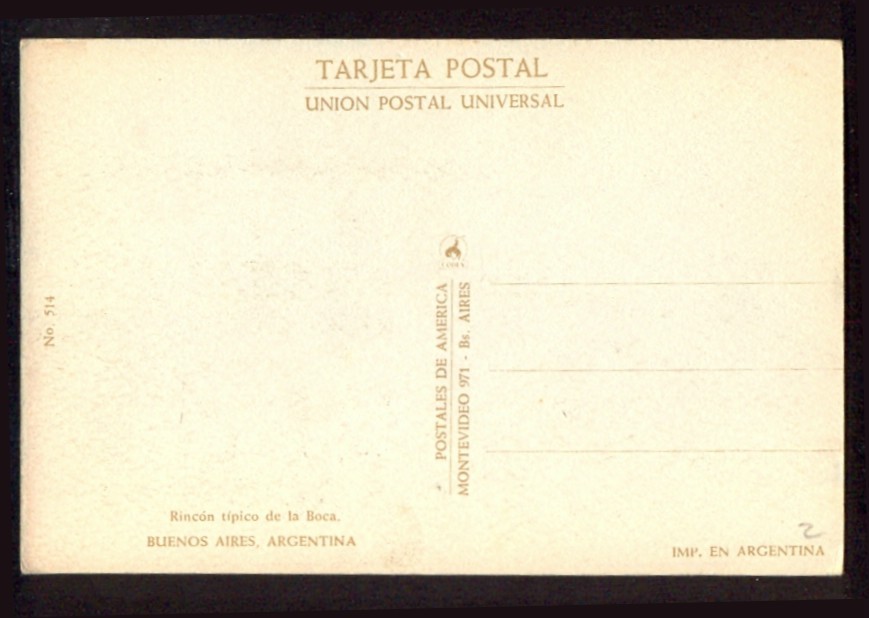 TARJETA POSTAL
UNION POSTAL UNIVERSAL
No. 514
POSTALES DE AMERICA
MONTEVIDEO 971 - Bs. AIRES
Rincón típico de la Boca.
BUENOS AIRES, ARGENTINA
2
IMP. EN ARGENTINA